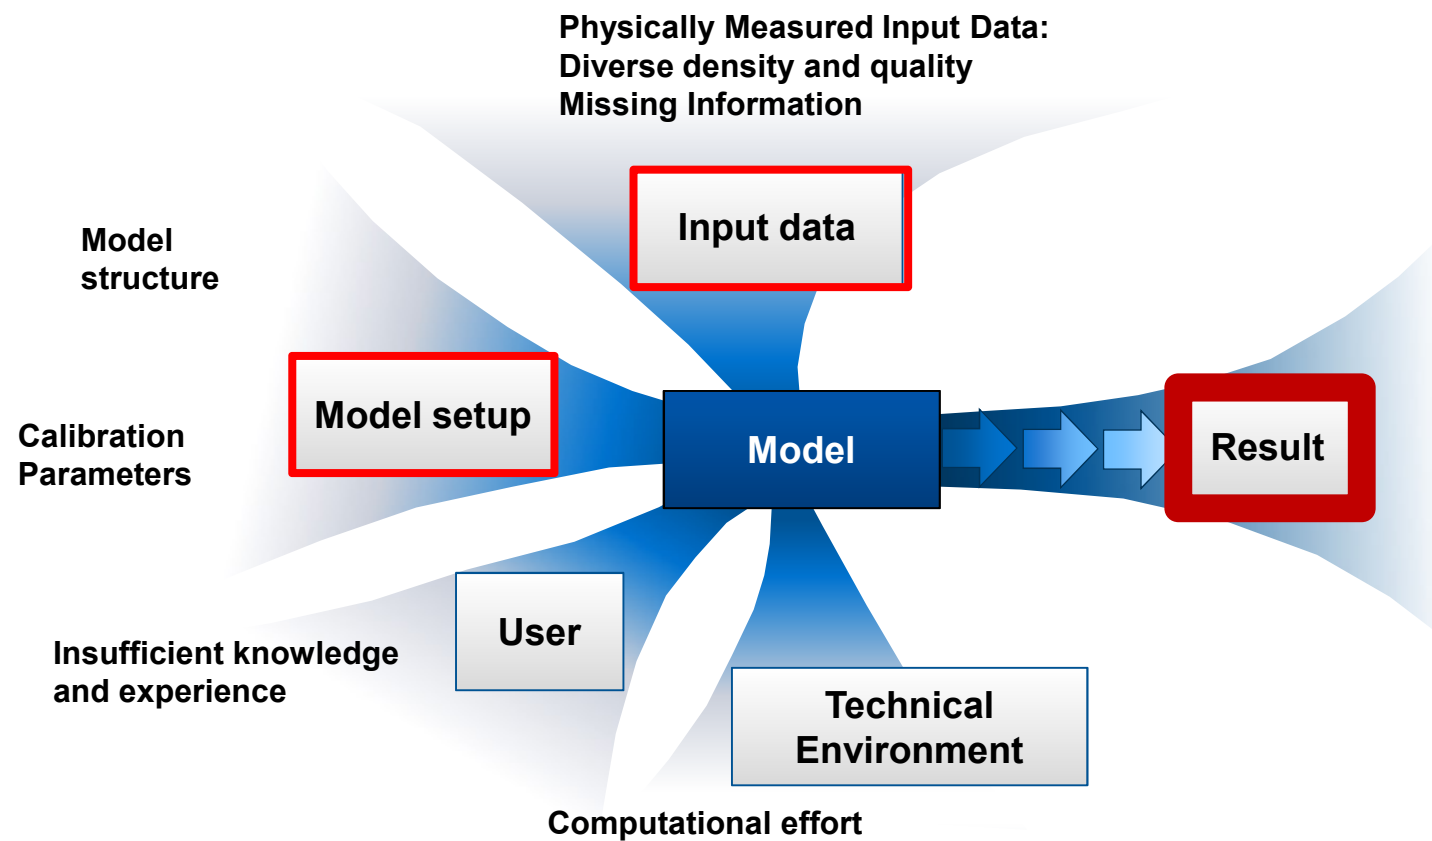 Physically Measured Input Data:
Diverse density and quality
Missing Information
Input data
Model
structure
Model setup
Calibration
Parameters
Model
Result
User
Insufficient knowledge
and experience
Technical
Environment
Computational effort